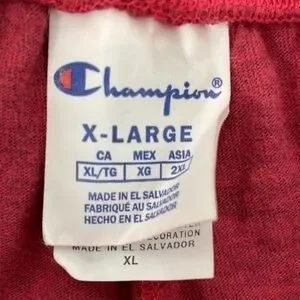 Champion
X-LARGE
CA MEX ASIA
XL/TG XG 2XL
MADE IN EL SALVADOR
FABRIQUÉ AU SALVADOR
HECHO EN EL SALVADOR
DECORATION
MADE IN EL SALVADOR
XL